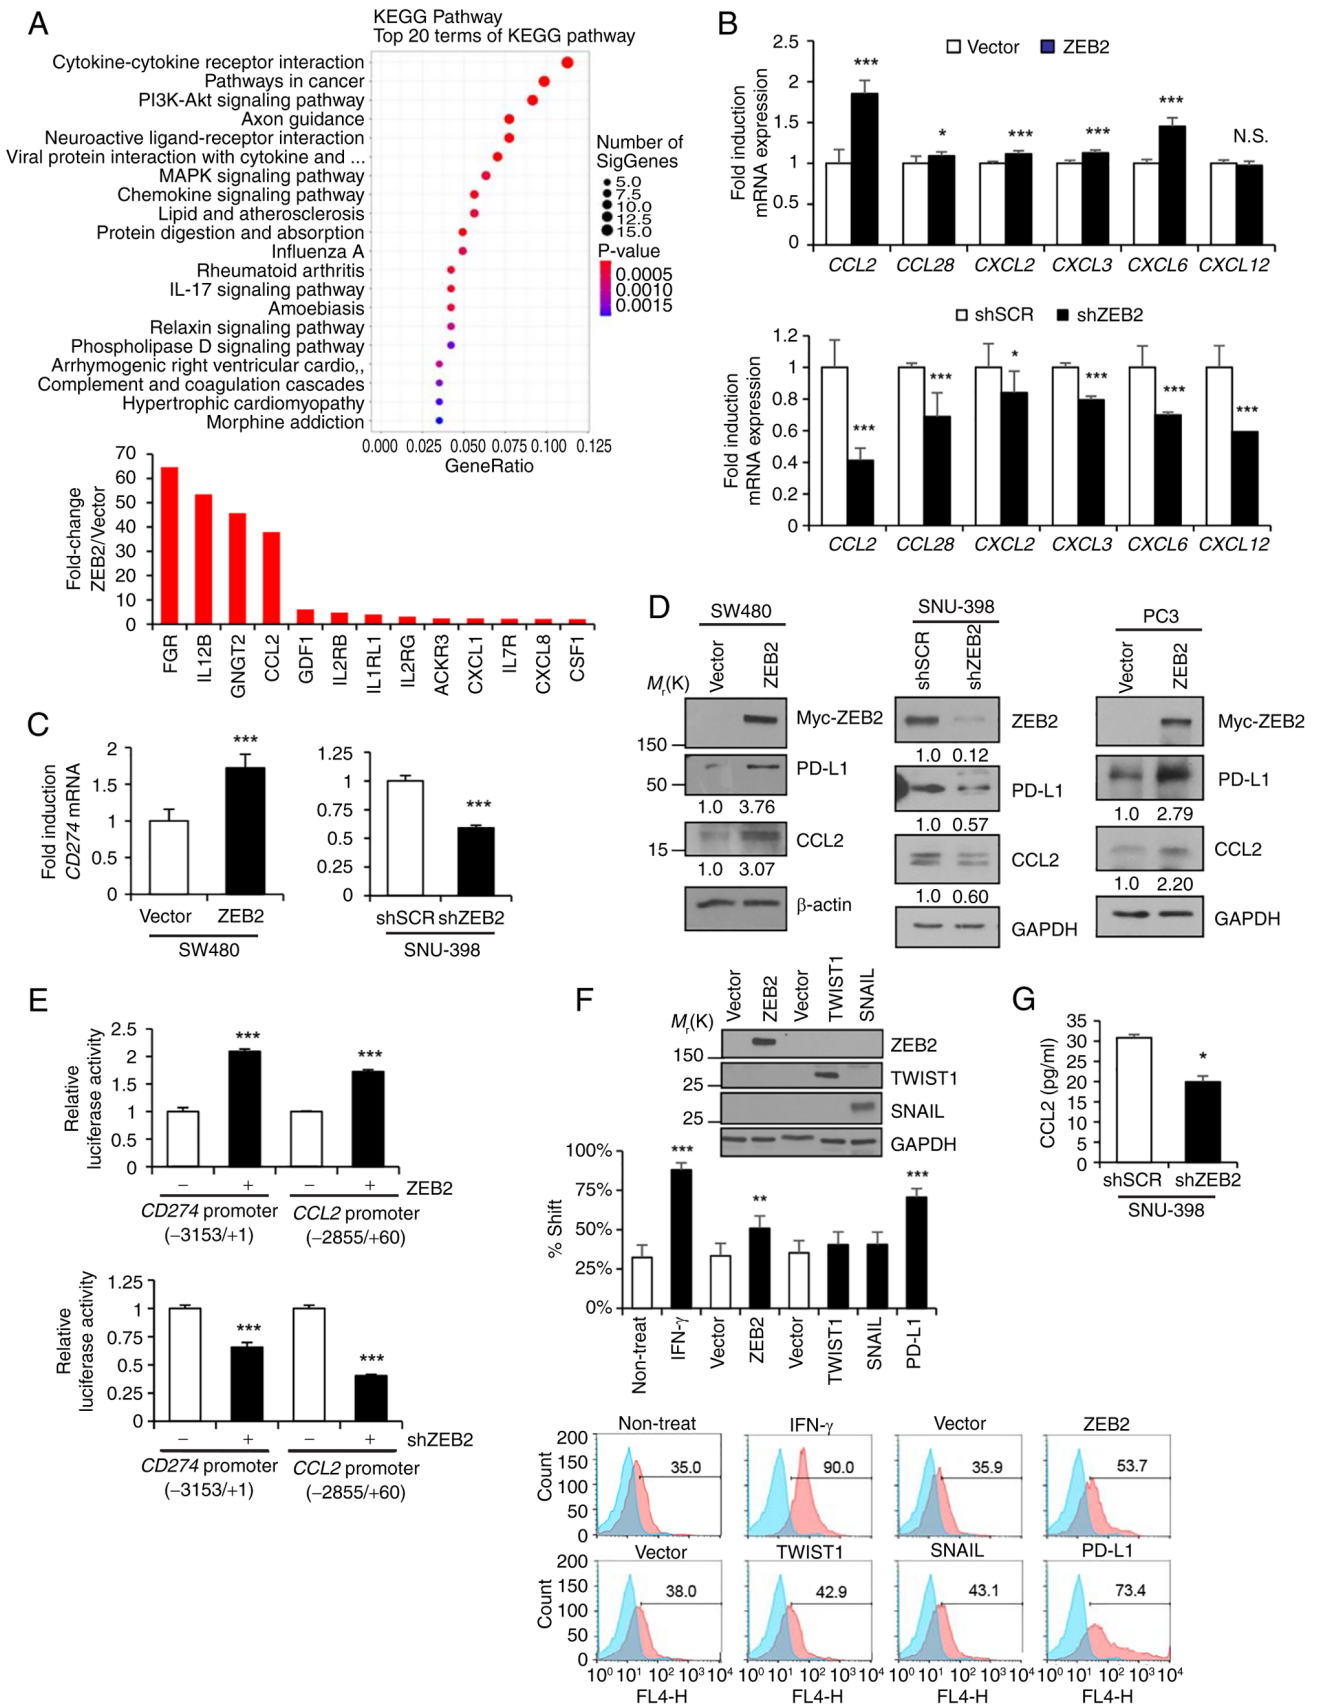 A
KEGG Pathway
Top 20 terms of KEGG pathway
Cytokine-cytokine receptor interaction
Pathways in cancer
PI3K-Akt signaling pathway
Axon guidance
Neuroactive ligand-receptor interaction
Viral protein interaction with cytokine and ...
MAPK signaling pathway
Chemokine signaling pathway
Lipid and atherosclerosis
Protein digestion and absorption
Influenza A
Rheumatoid arthritis
IL-17 signaling pathway
Amoebiasis
Relaxin signaling pathway
Phospholipase D signaling pathway
Arrhymogenic right ventricular cardio,,
Complement and coagulation cascades
Hypertrophic cardiomyopathy
Morphine addiction
0.000 0.025 0.050 0.075 0.100 0.125
GeneRatio
Number of
SigGenes
5.0
7.5
10.0
12.5
15.0
P-value
0.0005
0.0010
0.0015
Fold-change
ZEB2/Vector
70
60
50
40
30
20
10
0
FGR IL12B GNGT2 CCL2 GDF1 IL2RB IL1RL1 IL2RG ACKR3 CXCL1 IL7R CXCL8 CSF1
B
Vector ZEB2
Fold induction
mRNA expression
2.5
2
1.5
1
0.5
0
*** * *** *** *** N.S.
CCL2 CCL28 CXCL2 CXCL3 CXCL6 CXCL12
shSCR shZEB2
Fold induction
mRNA expression
1.2
1
0.8
0.6
0.4
0.2
0
*** *** * *** *** ***
CCL2 CCL28 CXCL2 CXCL3 CXCL6 CXCL12
C
Fold induction
CD274 mRNA
2
1.5
1
0.5
0
***
Vector ZEB2
SW480
1.25
1
0.75
0.5
0.25
0
***
shSCR shZEB2
SNU-398
D
SW480
Vector ZEB2
Mr(K)
Myc-ZEB2
150
PD-L1
50
1.0 3.76
CCL2
15
1.0 3.07
β-actin
SNU-398
shSCR shZEB2
ZEB2
1.0 0.12
PD-L1
1.0 0.57
CCL2
1.0 0.60
GAPDH
PC3
Vector ZEB2
Myc-ZEB2
PD-L1
1.0 2.79
CCL2
1.0 2.20
GAPDH
E
Relative
luciferase activity
2.5
2
1.5
1
0.5
0
*** ***
− + − + ZEB2
CD274 promoter CCL2 promoter
(−3153/+1) (−2855/+60)
Relative
luciferase activity
1.25
1
0.75
0.5
0.25
0
*** ***
− + − + shZEB2
CD274 promoter CCL2 promoter
(−3153/+1) (−2855/+60)
F
Vector ZEB2 Vector TWIST1 SNAIL
Mr(K)
ZEB2
150
TWIST1
25
SNAIL
25
GAPDH
% Shift
100%
75%
50%
25%
0%
*** ** ***
Non-treat IFN-γ Vector ZEB2 Vector TWIST1 SNAIL PD-L1
Non-treat IFN-γ Vector ZEB2
Count
200
150
100
50
0
35.0 90.0 35.9 53.7
Vector TWIST1 SNAIL PD-L1
Count
200
150
100
50
0
38.0 42.9 43.1 73.4
10⁰ 10¹ 10² 10³ 10⁴ 10⁰ 10¹ 10² 10³ 10⁴ 10⁰ 10¹ 10² 10³ 10⁴ 10⁰ 10¹ 10² 10³ 10⁴
FL4-H FL4-H FL4-H FL4-H
G
CCL2 (pg/ml)
35
30
25
20
15
10
5
0
*
shSCR shZEB2
SNU-398